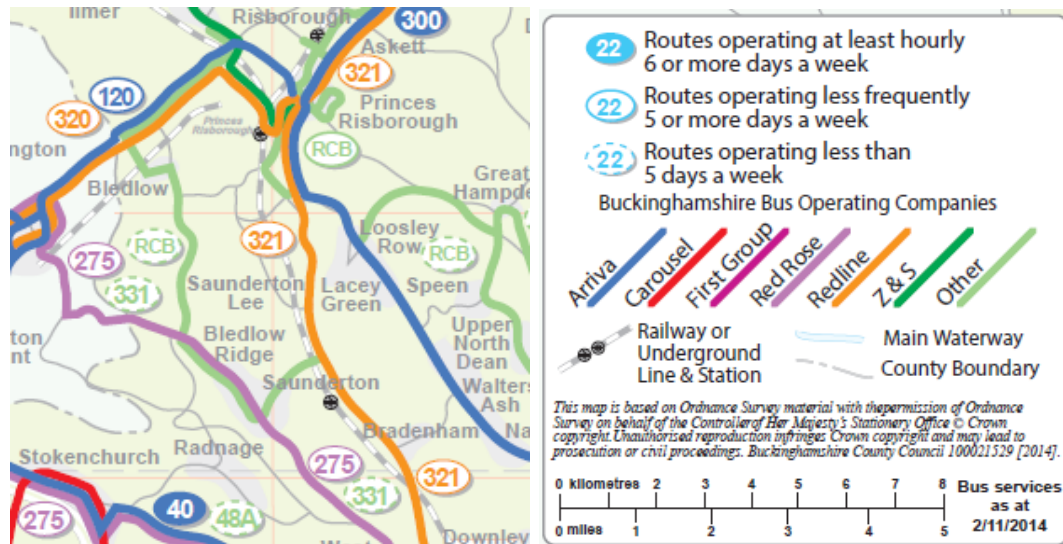 Ilmer
Risborough
300
Askett
321
120
320
Princes
Risborough
Princes
Risborough
ngton
RCB
Bledlow
Great
Hampde
RCB
321
Loosley
Row
RCB
275
331
Saunderton
Lee
Lacey
Green
Speen
ton
nt
Bledlow
Ridge
Upper
North
Dean
Saunderton
Walters
Ash
Bradenham
Na
Radnage
Stokenchurch
275
321
331
40
275
48A
Downley
22 Routes operating at least hourly
6 or more days a week
22 Routes operating less frequently
5 or more days a week
22 Routes operating less than
5 days a week
Buckinghamshire Bus Operating Companies
Arriva Carousel First Group Red Rose Redline Z & S Other
Railway or
Underground
Line & Station
Main Waterway
County Boundary
This map is based on Ordnance Survey material with thepermission of Ordnance
Survey on behalf of the Controllerof Her Majesty's Stationery Office © Crown
copyright.Unauthorised reproduction infringes Crown copyright and may lead to
prosecution or civil proceedings. Buckinghamshire County Council 100021529 [2014].
0 kilometres 2 3 4 5 6 7 8
0 miles 1 2 3 4 5
Bus services
as at
2/11/2014